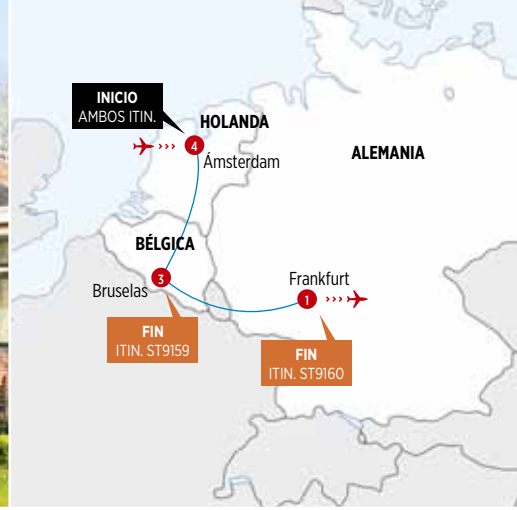 INICIO
AMBOS ITIN.
HOLANDA
4
Ámsterdam
ALEMANIA
BÉLGICA
3
Bruselas
Frankfurt
1
FIN
ITIN. ST9159
FIN
ITIN. ST9160